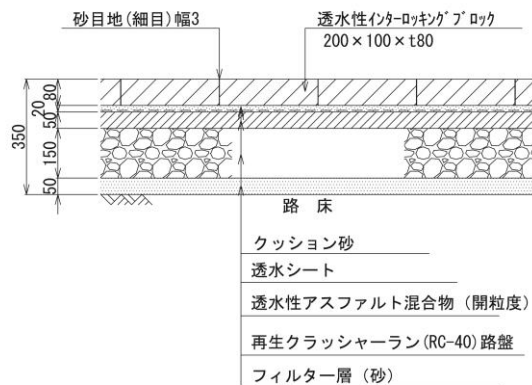 砂目地(細目)幅3
透水性ｲﾝﾀｰﾛｯｷﾝｸﾞﾌﾞﾛｯｸ
200×100×t80
350
80
20
50
150
50
路 床
クッション砂
透水シート
透水性アスファルト混合物（開粒度）
再生クラッシャーラン(RC-40)路盤
フィルター層（砂）